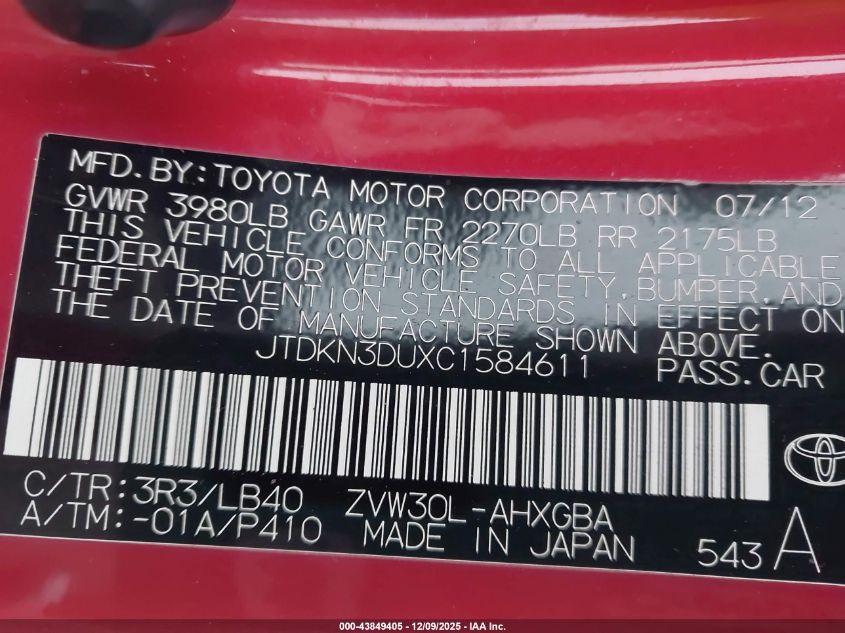 MFD. BY: TOYOTA MOTOR CORPORATION 07/12
GVWR 3980LB GAWR FR 2270LB RR 2175LB
THIS VEHICLE CONFORMS TO ALL APPLICABLE
FEDERAL MOTOR VEHICLE SAFETY, BUMPER, AND
THEFT PREVENTION STANDARDS IN EFFECT ON
THE DATE OF MANUFACTURE SHOWN ABOVE.
JTDKN3DUXC1584611 PASS. CAR
C/TR: 3R3/LB40 ZVW30L-AHXGBA
A/TM: -01A/P410 MADE IN JAPAN 543 A
000-43849405 - 12/09/2025 - IAA Inc.